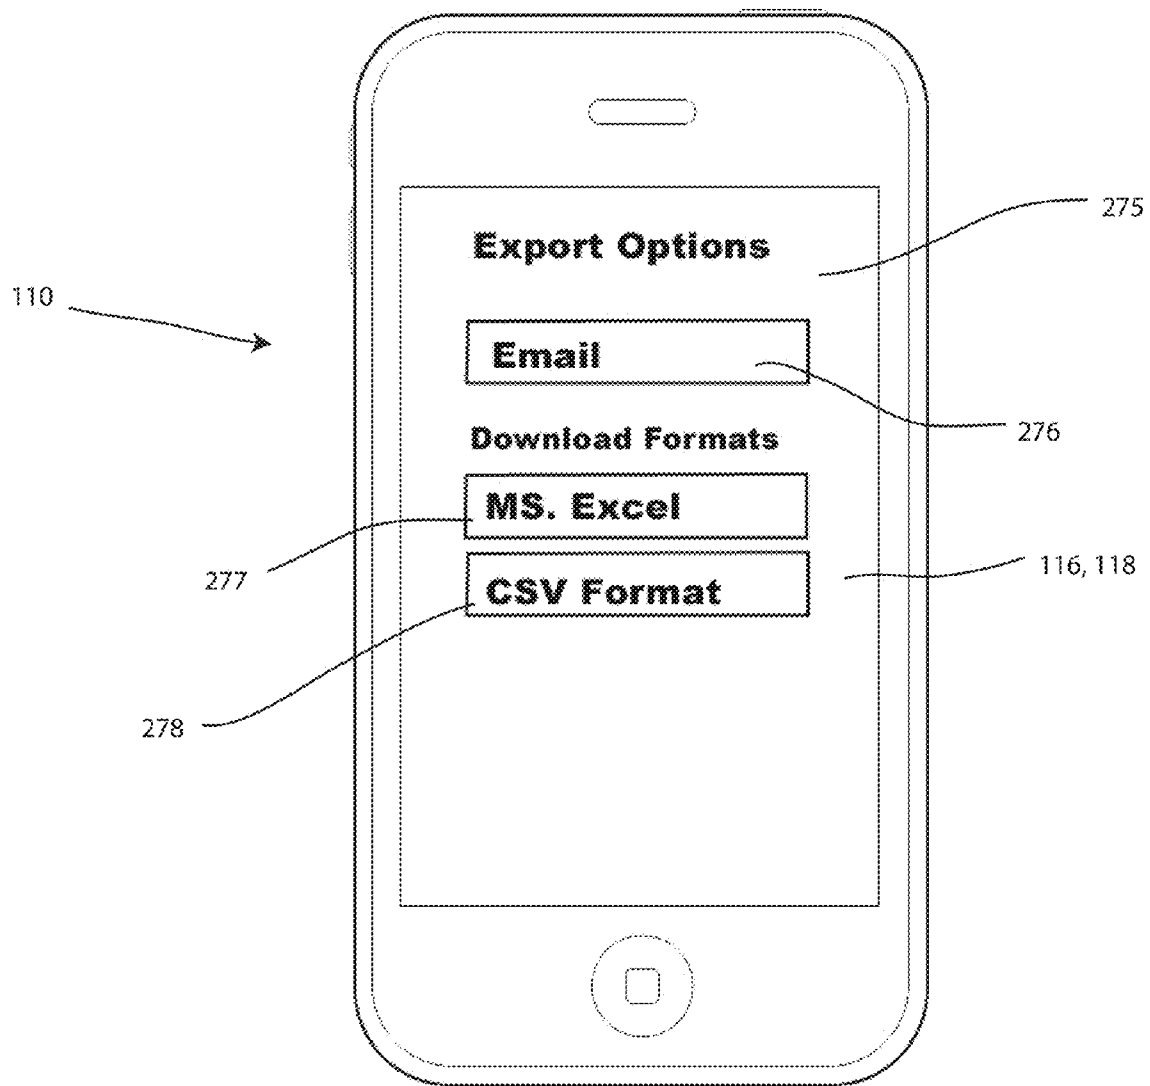 275
Export Options
110
Email
276
Download Formats
MS. Excel
277
116, 118
CSV Format
278